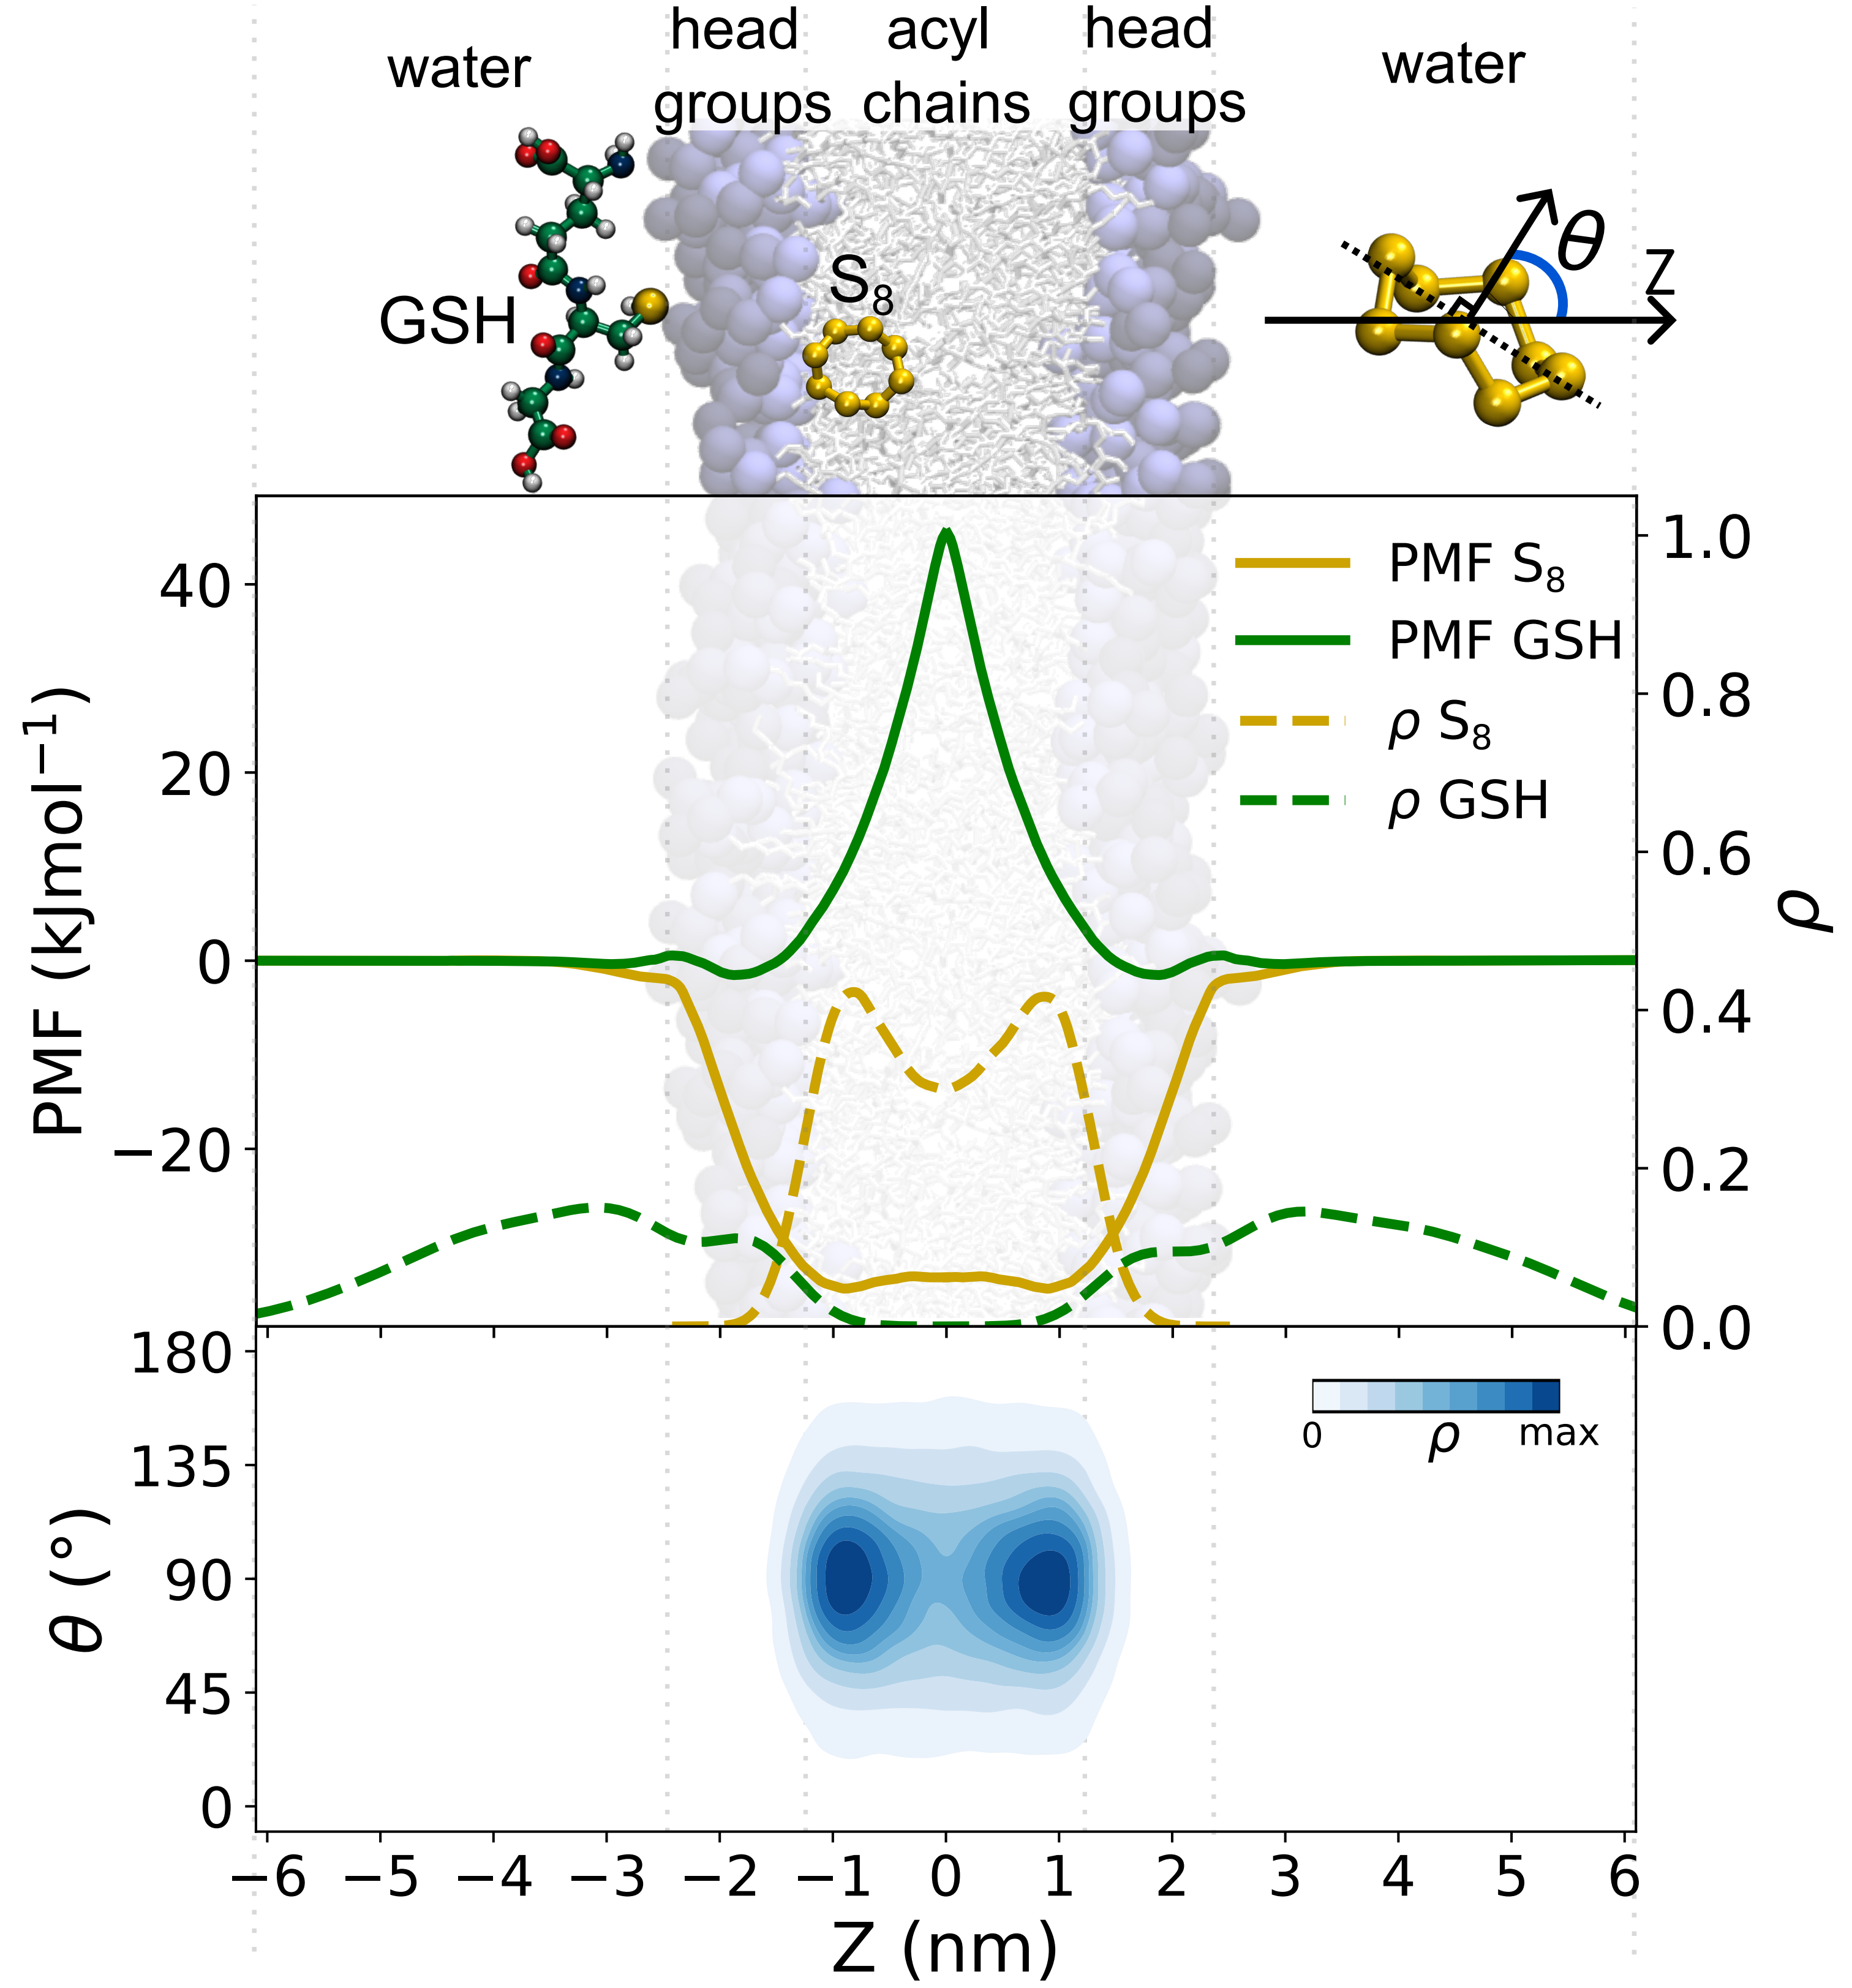 water
head
groups
acyl
chains
head
groups
water
GSH
S8
θ
Z
PMF (kJmol−1)
40
20
0
−20
PMF S8
PMF GSH
ρ S8
ρ GSH
1.0
0.8
0.6
0.4
0.2
0.0
ρ
θ (°)
180
135
90
45
0
0
ρ
max
−6 −5 −4 −3 −2 −1 0 1 2 3 4 5 6
Z (nm)